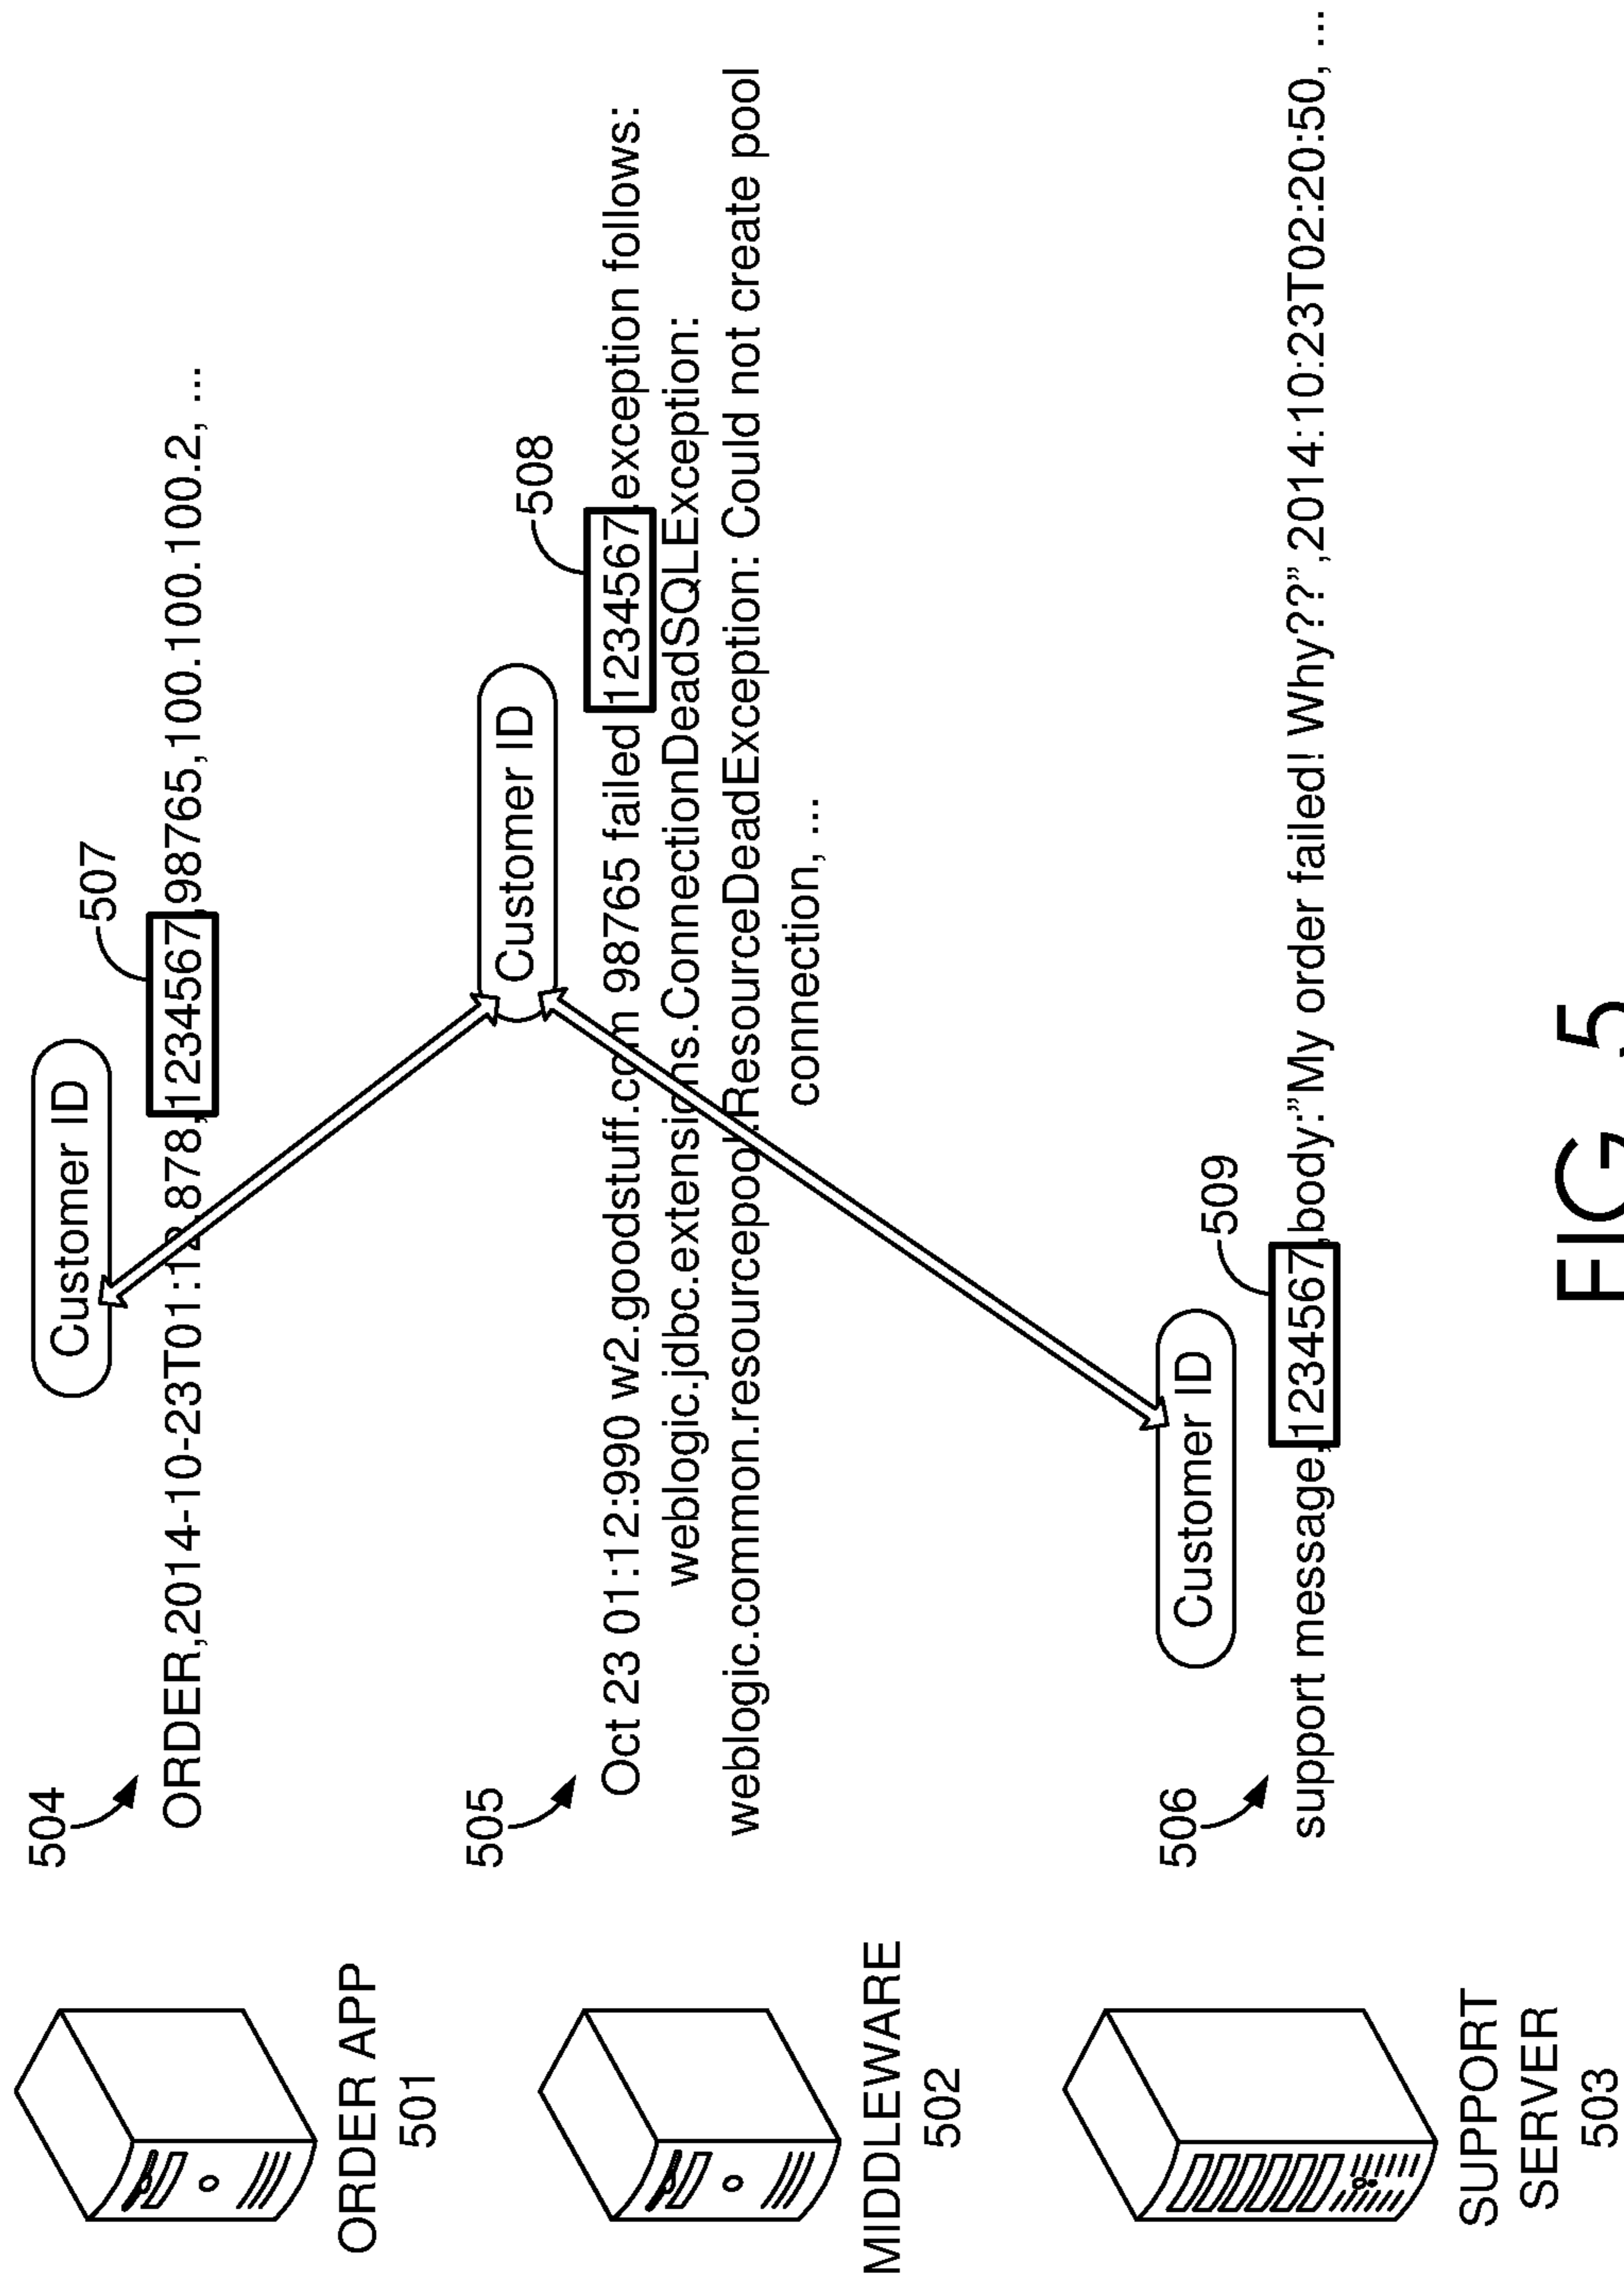 504
Customer ID
507
ORDER,2014-10-23T01:12:878,1234567,98765,100.100.100.2, ...
ORDER APP
501
505
Customer ID
508
Oct 23 01:12:990 w2.goodstuff.com 98765 failed 1234567,exception follows:
weblogic.jdbc.extensions.ConnectionDeadSQLException:
weblogic.common.resourcepool.ResourceDeadException: Could not create pool
connection, ...
MIDDLEWARE
502
506
Customer ID
509
support message,1234567,body:”My order failed! Why??”,2014:10:23T02:20:50, ...
SUPPORT
SERVER
503
FIG. 5